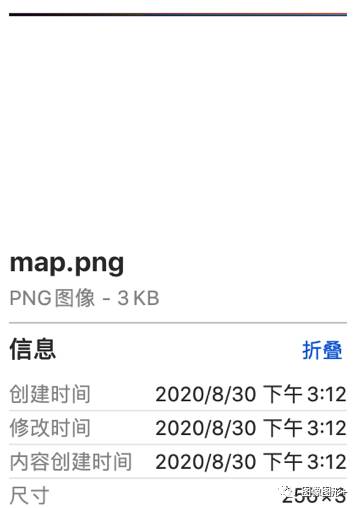 map.png
PNG图像 - 3 KB
信息 折叠
创建时间 2020/8/30 下午 3:12
修改时间 2020/8/30 下午 3:12
内容创建时间 2020/8/30 下午 3:12
尺寸